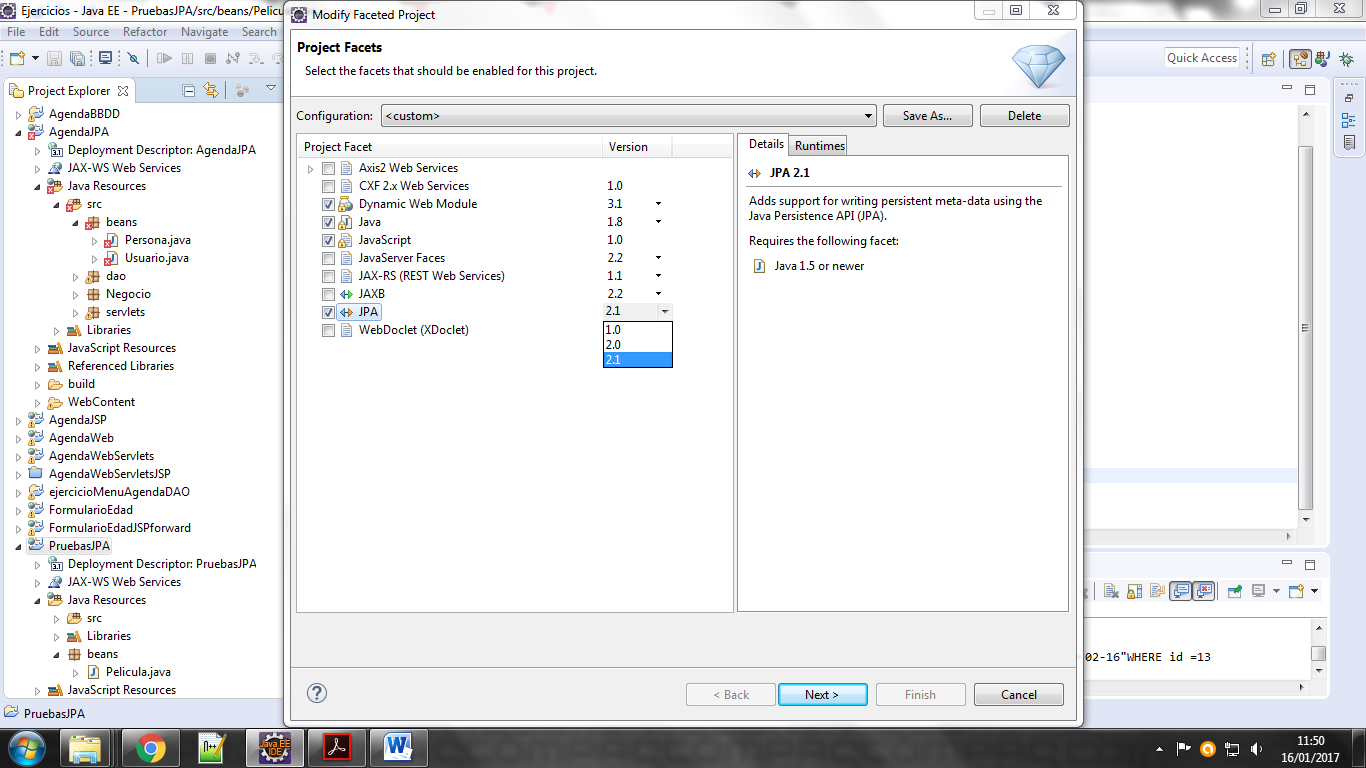 Ejercicios - Java EE - PruebasJPA/src/beans/Pelicu
File Edit Source Refactor Navigate Search
Quick Access
Project Explorer
AgendaBBDD
AgendaJPA
Deployment Descriptor: AgendaJPA
JAX-WS Web Services
Java Resources
src
beans
Persona.java
Usuario.java
dao
Negocio
servlets
Libraries
JavaScript Resources
Referenced Libraries
build
WebContent
AgendaJSP
AgendaWeb
AgendaWebServlets
AgendaWebServletsJSP
ejercicioMenuAgendaDAO
FormularioEdad
FormularioEdadJSPforward
PruebasJPA
Deployment Descriptor: PruebasJPA
JAX-WS Web Services
Java Resources
src
Libraries
beans
Pelicula.java
JavaScript Resources
PruebasJPA
Modify Faceted Project
Project Facets
Select the facets that should be enabled for this project.
Configuration: <custom> Save As... Delete
Project Facet Version
Axis2 Web Services
CXF 2.x Web Services 1.0
Dynamic Web Module 3.1
Java 1.8
JavaScript 1.0
JavaServer Faces 2.2
JAX-RS (REST Web Services) 1.1
JAXB 2.2
JPA 2.1
WebDoclet (XDoclet)
1.0
2.0
2.1
Details Runtimes
JPA 2.1
Adds support for writing persistent meta-data using the
Java Persistence API (JPA).
Requires the following facet:
Java 1.5 or newer
< Back Next > Finish Cancel
02-16"WHERE id =13
11:50
16/01/2017